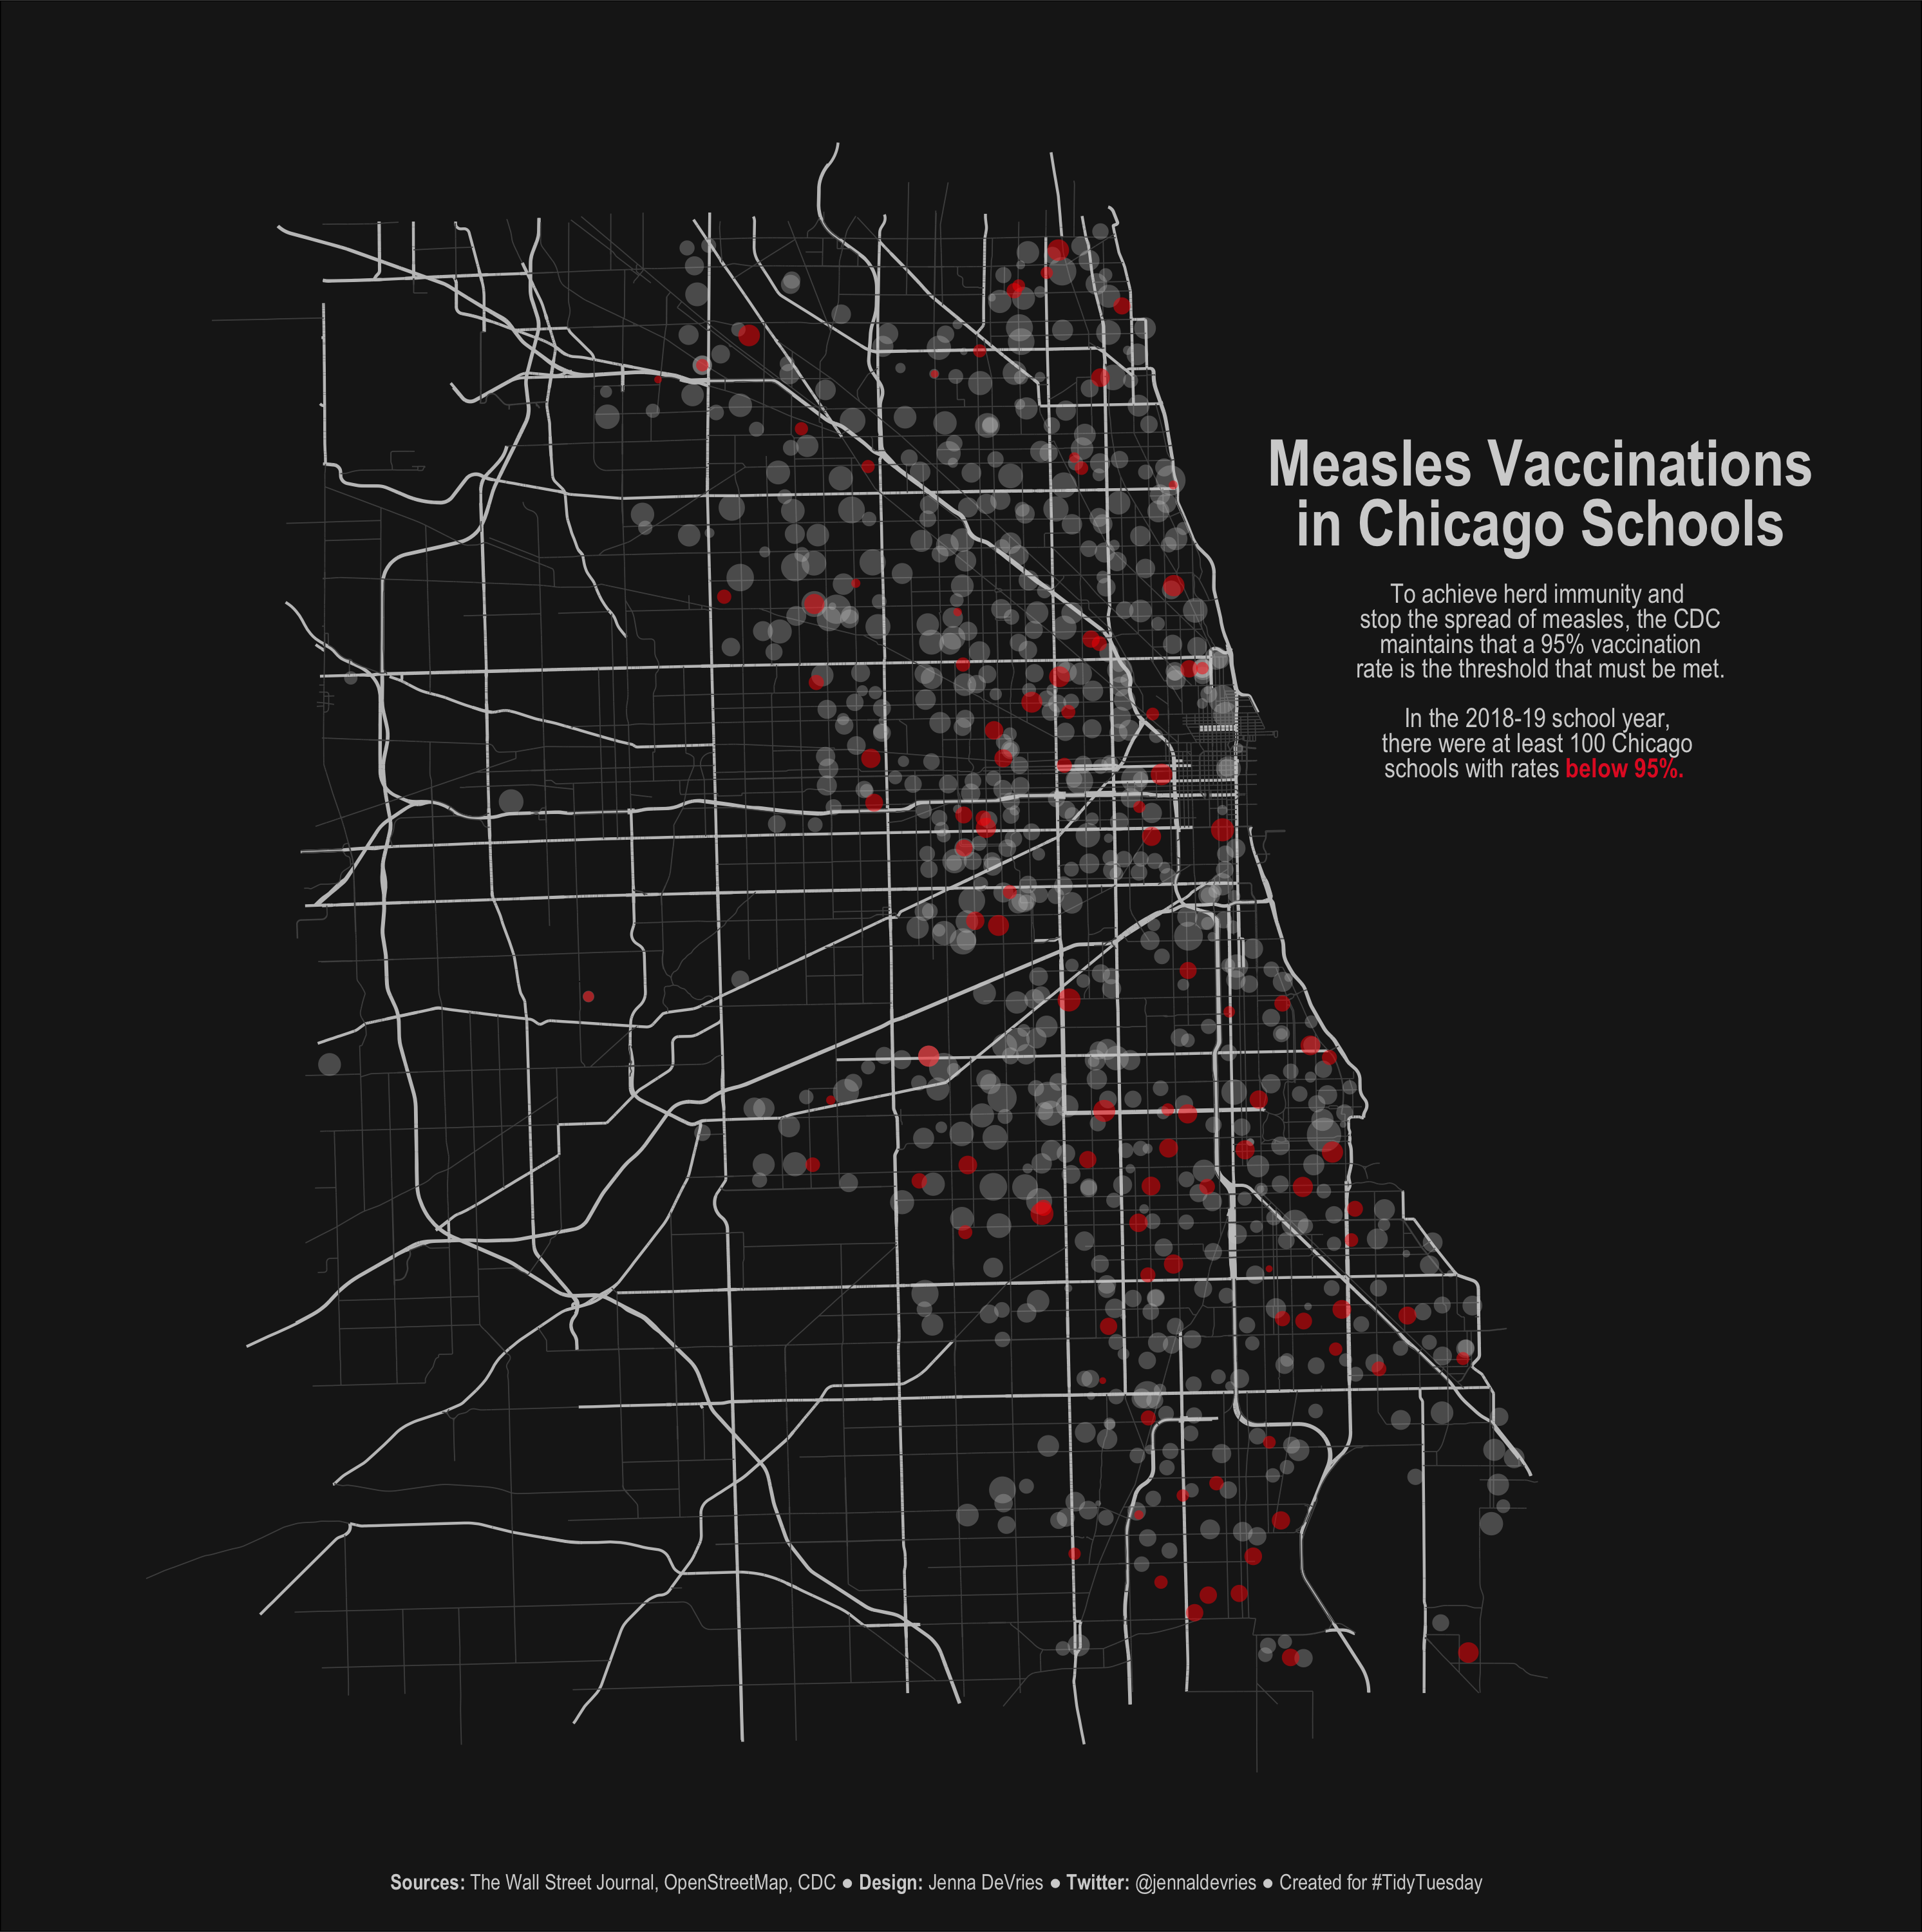 Measles Vaccinations
in Chicago Schools
To achieve herd immunity and
stop the spread of measles, the CDC
maintains that a 95% vaccination
rate is the threshold that must be met.
In the 2018-19 school year,
there were at least 100 Chicago
schools with rates below 95%.
Sources: The Wall Street Journal, OpenStreetMap, CDC ● Design: Jenna DeVries ● Twitter: @jennaldevries ● Created for #TidyTuesday